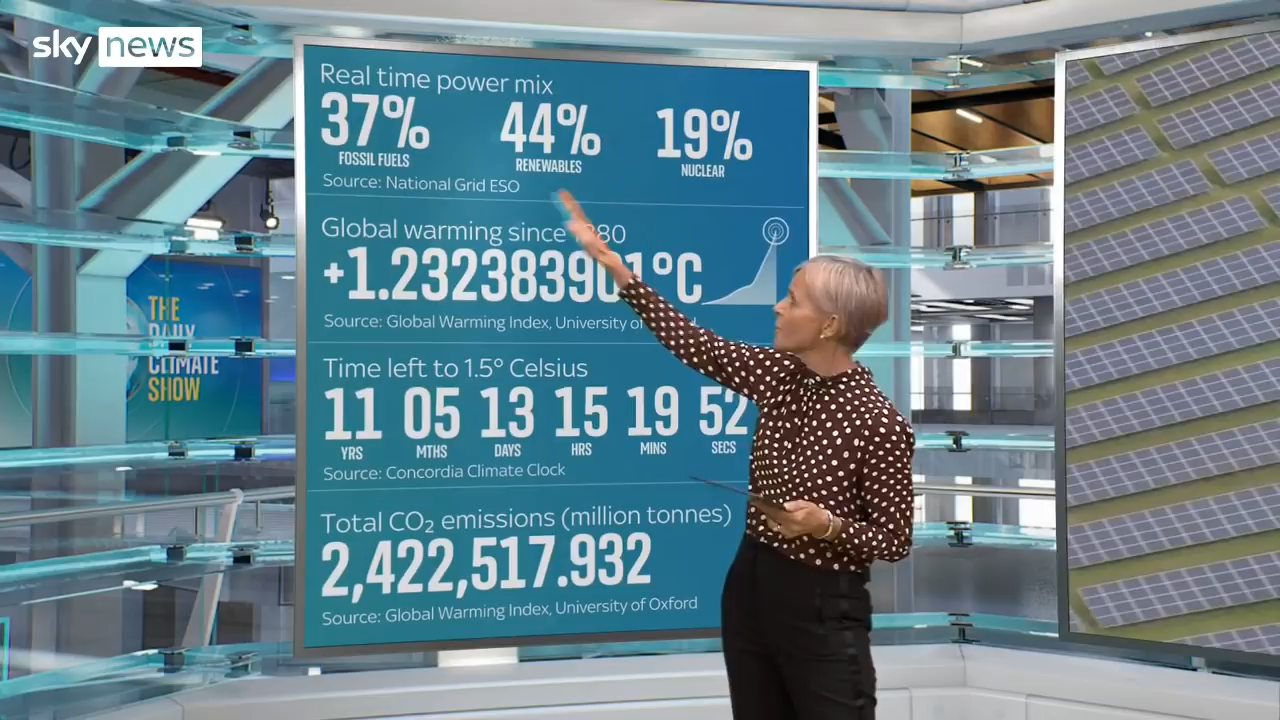 sky news
Real time power mix
37% 44% 19%
FOSSIL FUELS RENEWABLES NUCLEAR
Source: National Grid ESO
Global warming since 880
+1.232383901°C
Source: Global Warming Index, University of
Time left to 1.5° Celsius
11 05 13 15 19 52
YRS MTHS DAYS HRS MINS SECS
Source: Concordia Climate Clock
Total CO₂ emissions (million tonnes)
2,422,517.932
Source: Global Warming Index, University of Oxford
THE
DAILY
CLIMATE
SHOW